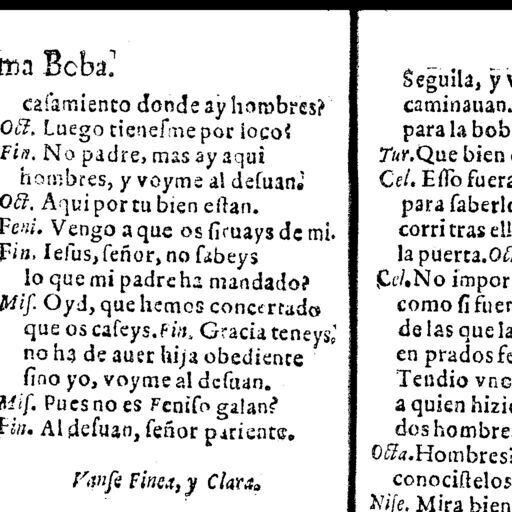 ma Boba.
casamiento donde ay hombres?
Oct. Luego tienesme por loco?
Fin. No padre, mas ay aqui
hombres, y voyme al desuan.
Oct. Aqui por tu bien estan.
Feni. Vengo a que os siruays de mi.
Fin. Iesus, señor, no sabeys
lo que mi padre ha mandado?
Mis. Oyd, que hemos concertado
que os caseys. Fin. Gracia teneys,
no ha de auer hija obediente
sino yo, voyme al desuan.
Mis. Pues no es Feniso galan?
Fin. Al desuan, señor pariente.
Vanse Finea, y Clara.
Seguila, y v
caminauan.
para la bob
Tur. Que bien
Cel. Esso fuera
para saberlo
corri tras ell
la puerta. Oc
Cel. No impor
como si fuer
de las que la
en prados fe
Tendio vno
a quien hizie
dos hombre
Octa. Hombres?
conocistelos
Nise. Mira bien